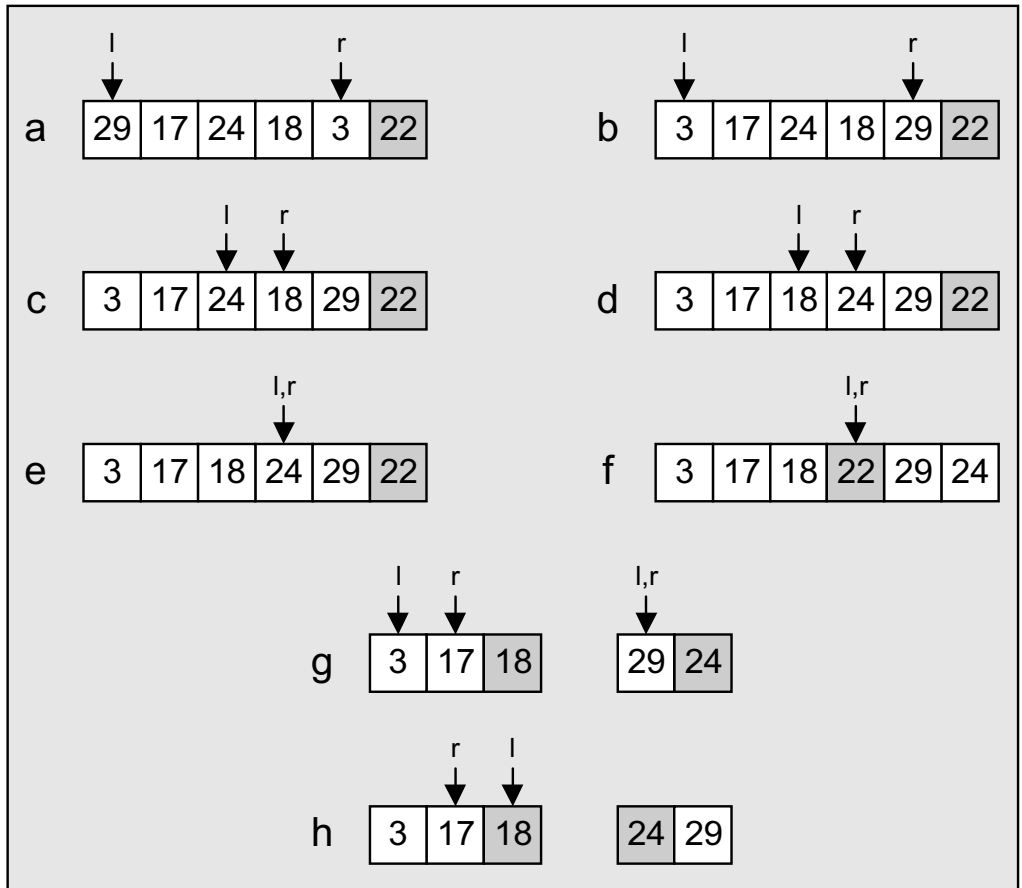 l r l r
a 29 17 24 18 3 22 b 3 17 24 18 29 22
l r l r
c 3 17 24 18 29 22 d 3 17 18 24 29 22
l,r l,r
e 3 17 18 24 29 22 f 3 17 18 22 29 24
l r l,r
g 3 17 18 29 24
r l
h 3 17 18 24 29